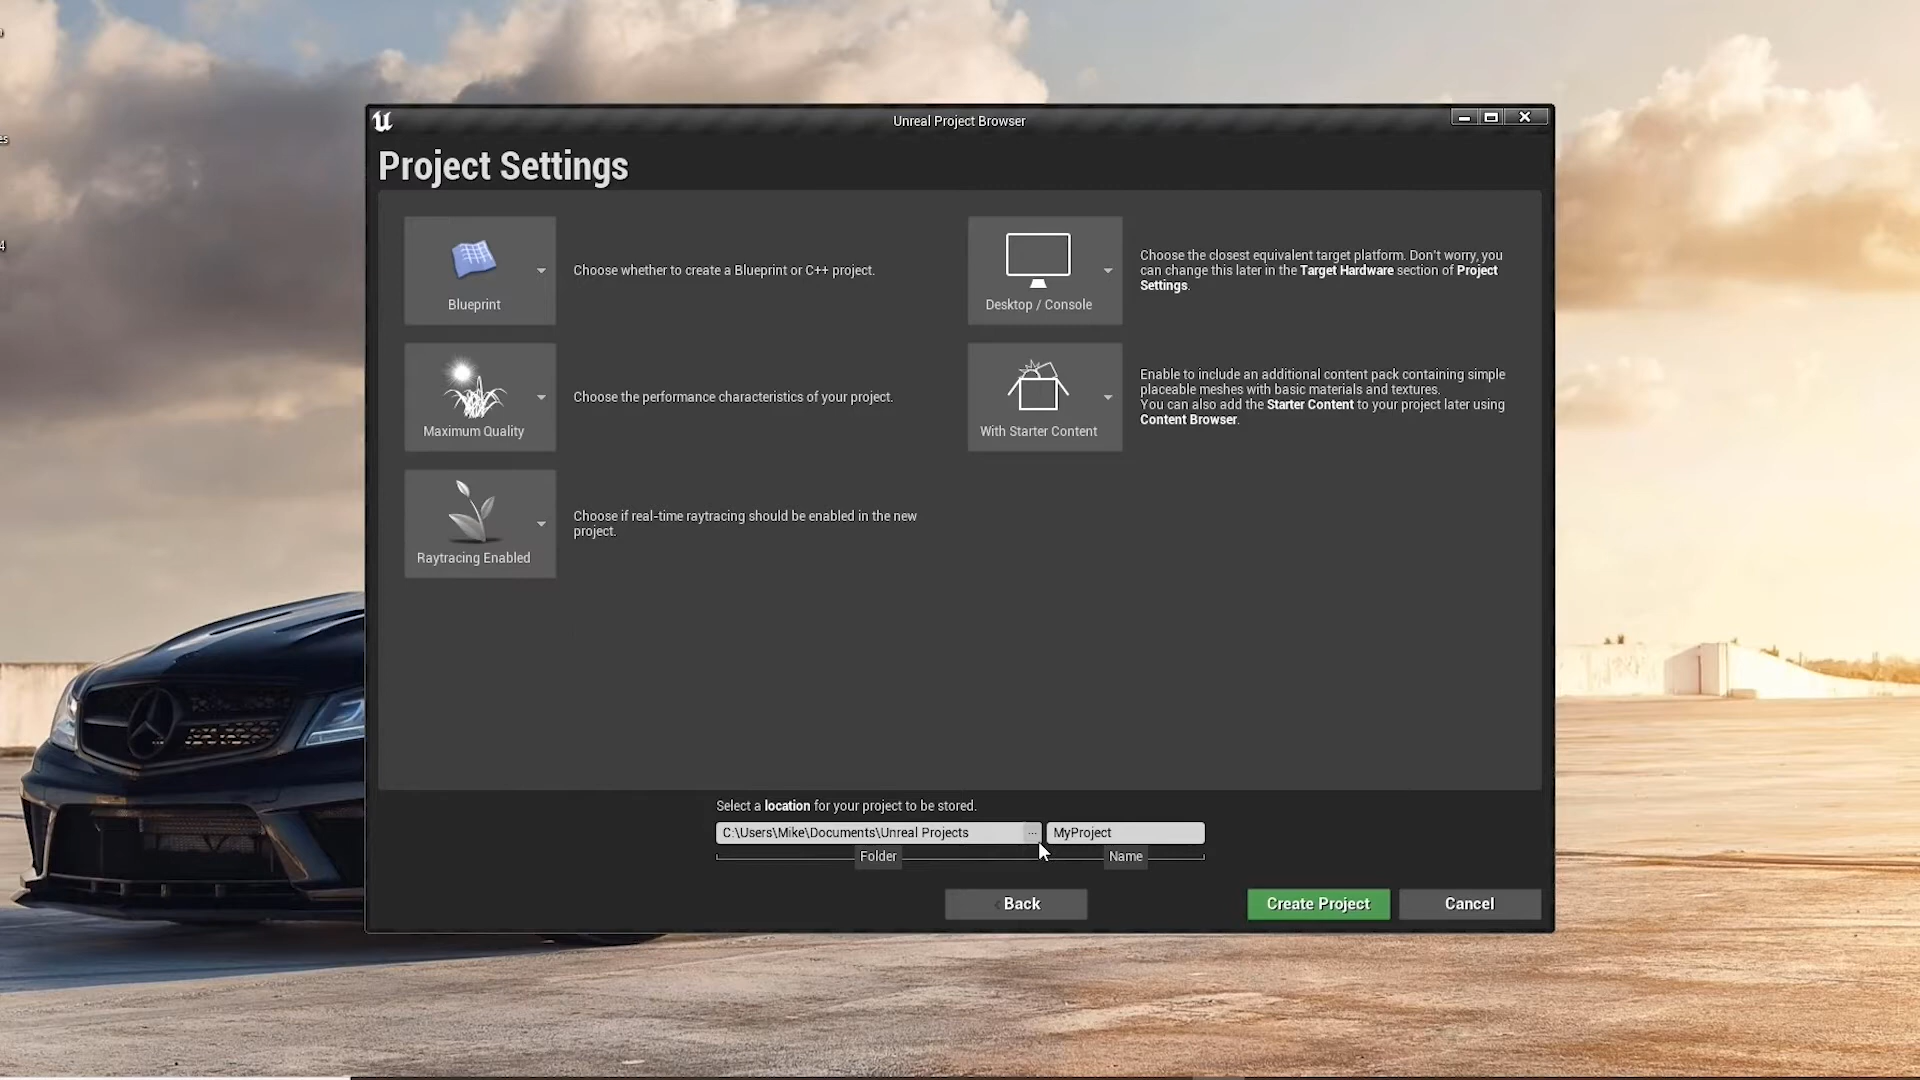 Unreal Project Browser
Project Settings
Blueprint
Choose whether to create a Blueprint or C++ project.
Desktop / Console
Choose the closest equivalent target platform. Don't worry, you
can change this later in the Target Hardware section of Project
Settings.
Maximum Quality
Choose the performance characteristics of your project.
With Starter Content
Enable to include an additional content pack containing simple
placeable meshes with basic materials and textures.
You can also add the Starter Content to your project later using
Content Browser.
Raytracing Enabled
Choose if real-time raytracing should be enabled in the new
project.
Select a location for your project to be stored.
C:\Users\Mike\Documents\Unreal Projects
...
MyProject
Folder
Name
Back
Create Project
Cancel
es
4